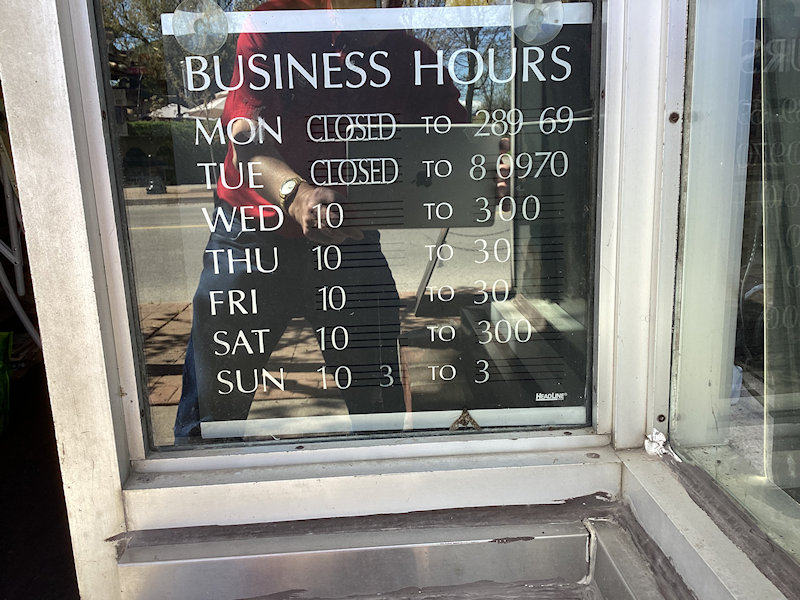 BUSINESS HOURS
MON CLOSED TO 289 69
TUE CLOSED TO 8 0970
WED 10 TO 300
THU 10 TO 30
FRI 10 TO 30
SAT 10 TO 300
SUN 10 3 TO 3
HEADLINE